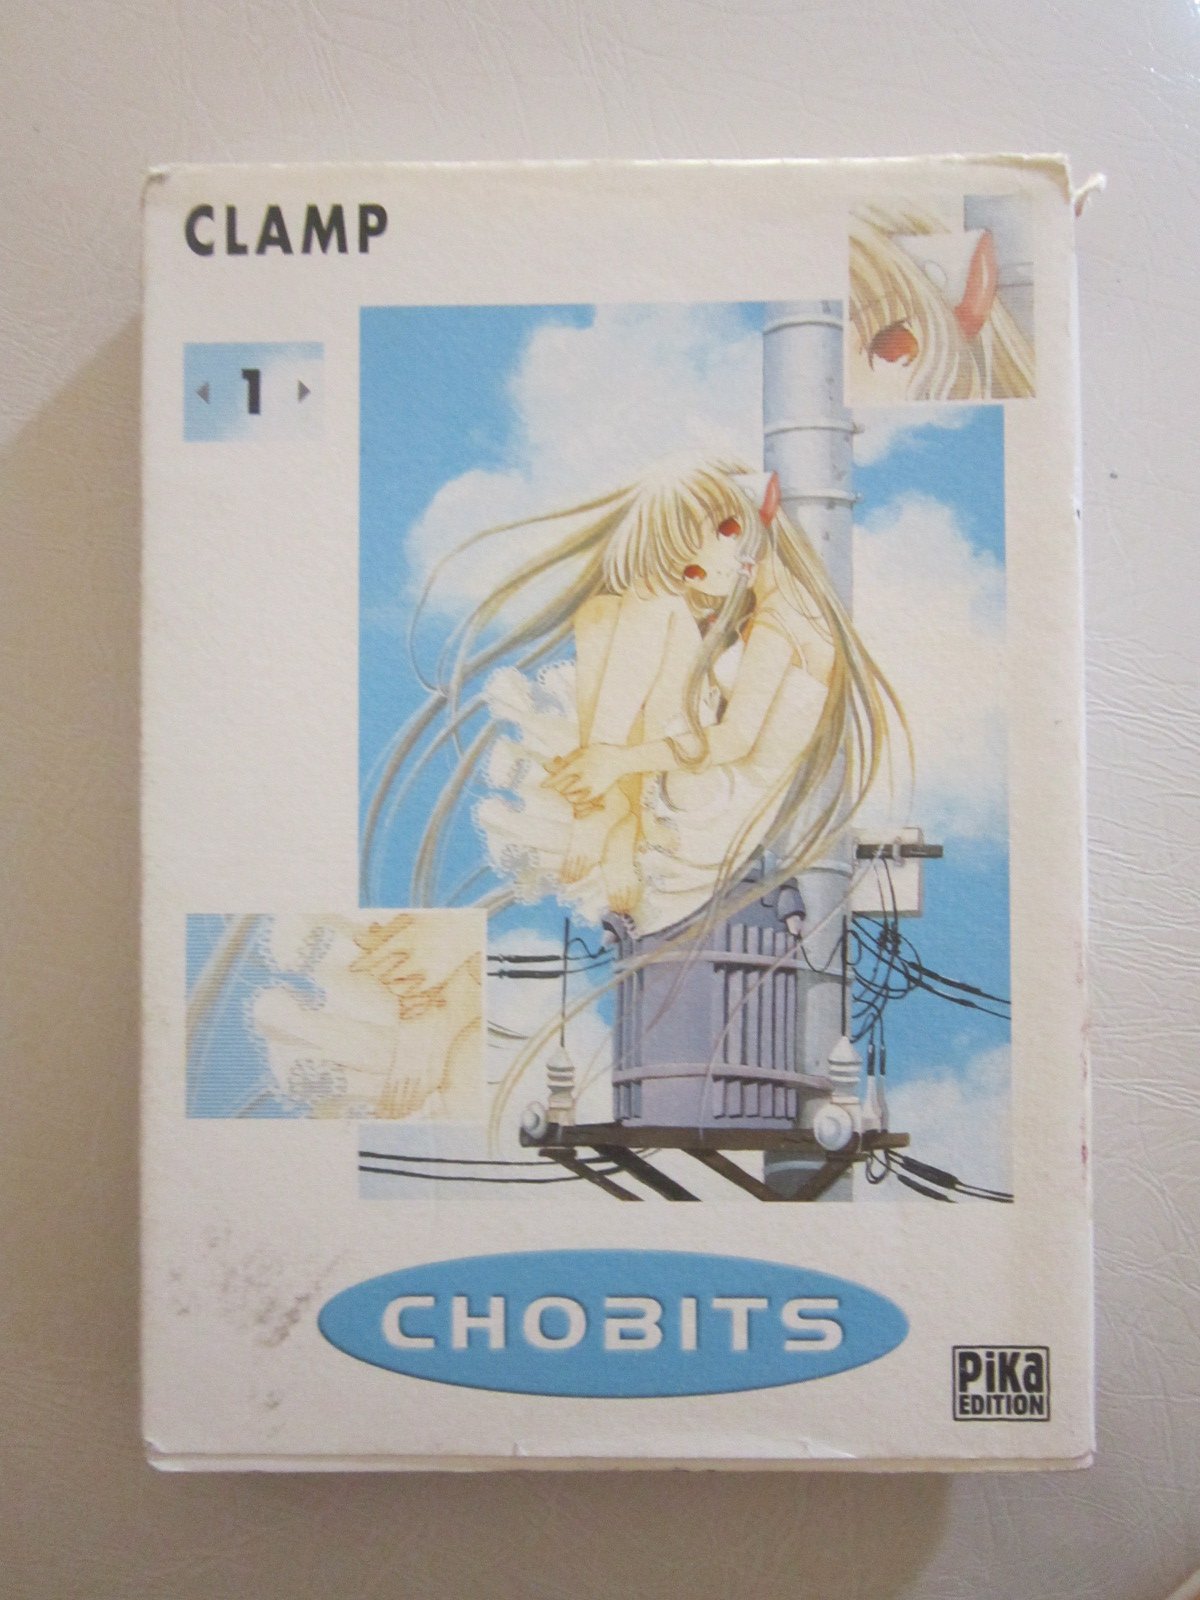 CLAMP
1
CHOBITS
PiKa
EDITION